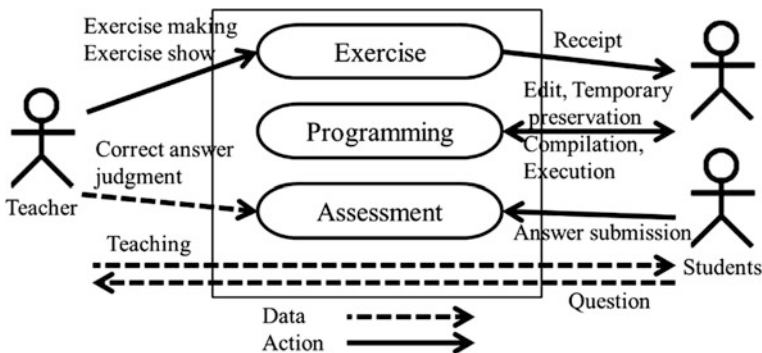 Exercise making
Exercise show
Exercise
Receipt
Edit, Temporary
preservation
Programming
Compilation,
Execution
Correct answer
judgment
Teacher
Assessment
Answer submission
Teaching
Students
Question
Data
Action